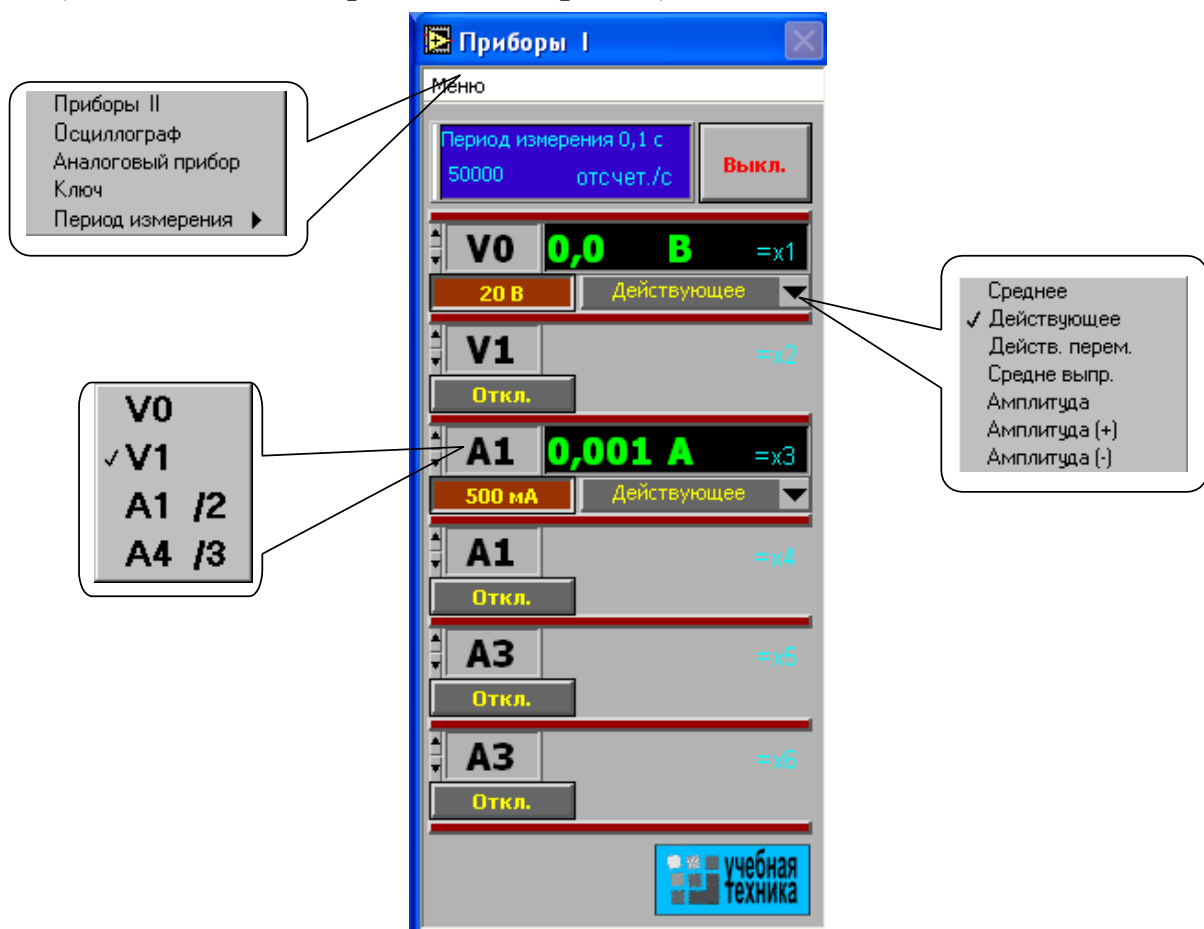 Приборы I
Меню
Приборы II
Осциллограф
Аналоговый прибор
Ключ
Период измерения
Период измерения 0,1 с
50000 отсчет./с
Выкл.
V0 0,0 В =x1
20 В Действующее
V1 =x2
Откл.
A1 0,001 А =x3
500 мА Действующее
A1 =x4
Откл.
A3 =x5
Откл.
A3 =x6
Откл.
учебная
техника
V0
✓ V1
A1 /2
A4 /3
Среднее
✓ Действующее
Действ. перем.
Средне выпр.
Амплитуда
Амплитуда (+)
Амплитуда (-)